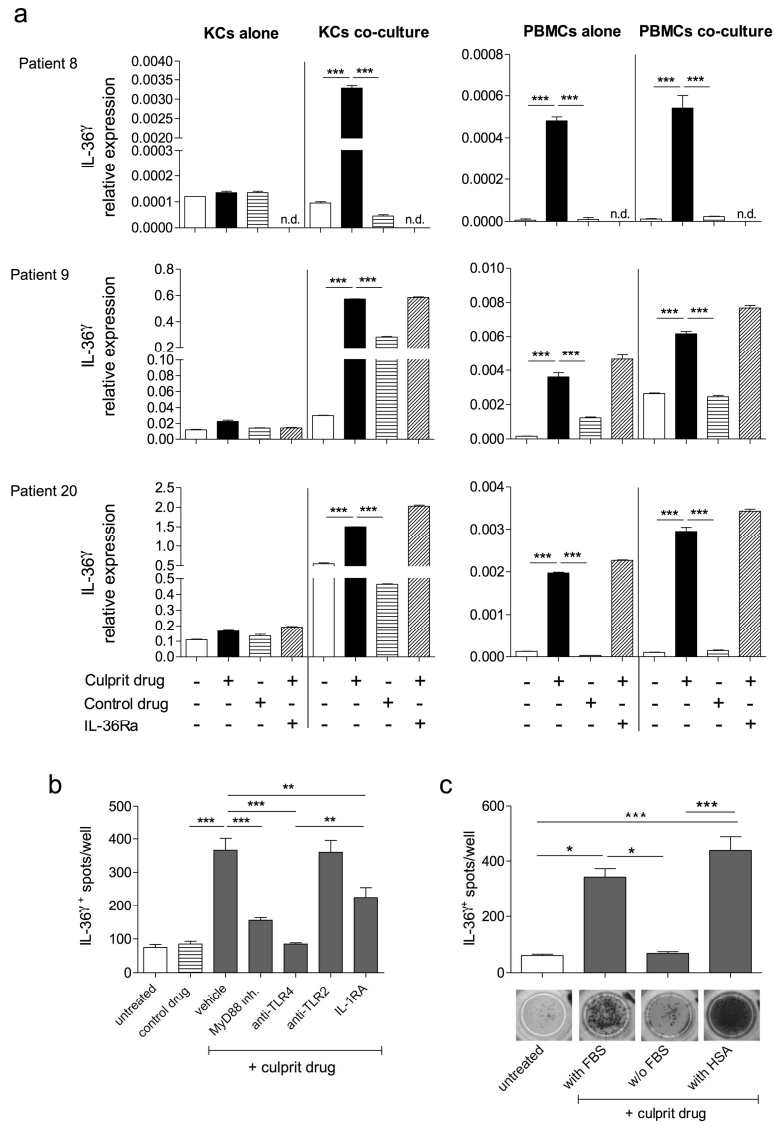 a
KCs alone KCs co-culture PBMCs alone PBMCs co-culture
Patient 8
IL-36γ
relative expression
0.0040
0.0035
0.0030
0.0025
0.0020
0.0003
0.0002
0.0001
0.0000
n.d.
*** ***
n.d.
0.0008
0.0006
0.0004
0.0002
0.0000
*** ***
n.d.
*** ***
n.d.
Patient 9
IL-36γ
relative expression
0.8
0.6
0.4
0.2
0.10
0.08
0.06
0.04
0.02
0.00
*** ***
0.010
0.008
0.006
0.004
0.002
0.000
*** ***
*** ***
Patient 20
IL-36γ
relative expression
2.5
2.0
1.5
1.0
0.5
0.5
0.4
0.3
0.2
0.1
0.0
*** ***
0.004
0.003
0.002
0.001
0.000
*** ***
*** ***
Culprit drug - + - + - + - + - + - + - + - +
Control drug - - + - - - + - - - + - - - + -
IL-36Ra - - - + - - - + - - - + - - - +
b
IL-36γ+ spots/well
500
400
300
200
100
0
**
***
*** *** **
untreated
control drug
vehicle
MyD88 inh.
anti-TLR4
anti-TLR2
IL-1RA
+ culprit drug
c
IL-36γ+ spots/well
600
400
200
0
***
***
* *
untreated
with FBS
w/o FBS
with HSA
+ culprit drug